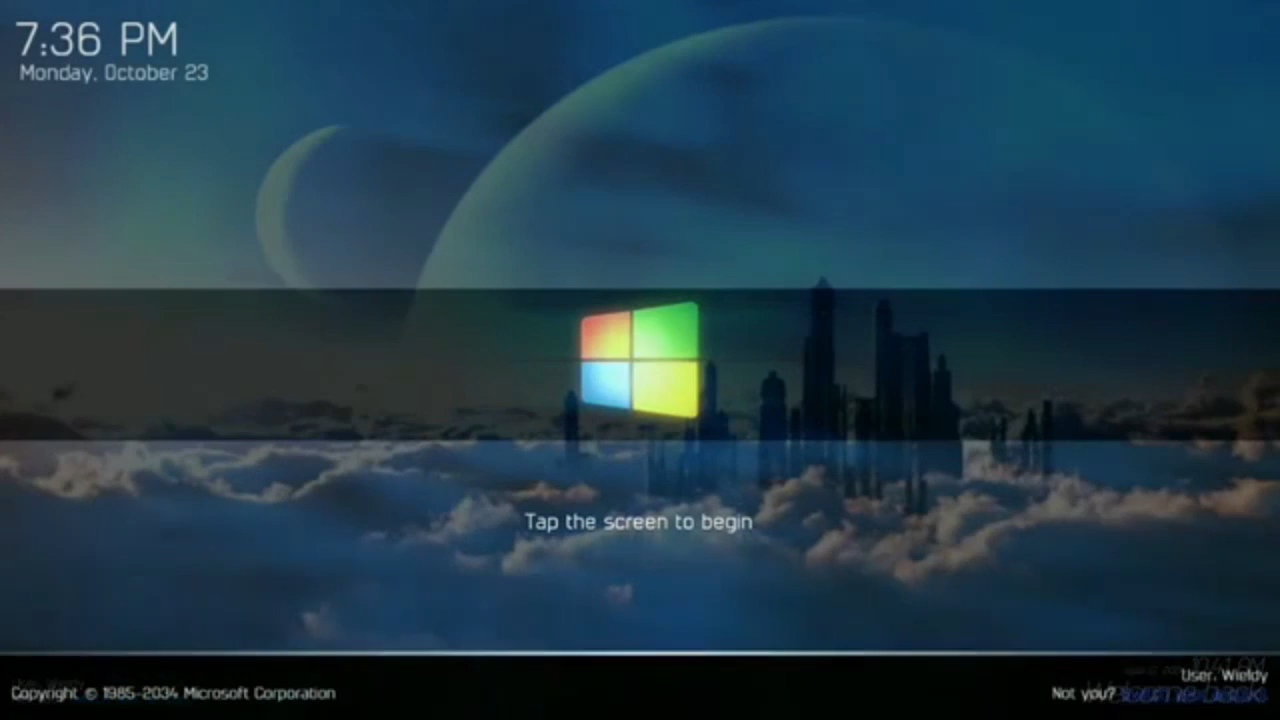 7:36 PM
Monday, October 23
Tap the screen to begin
User, Wieldy
Copyright © 1985-2034 Microsoft Corporation
Not you?